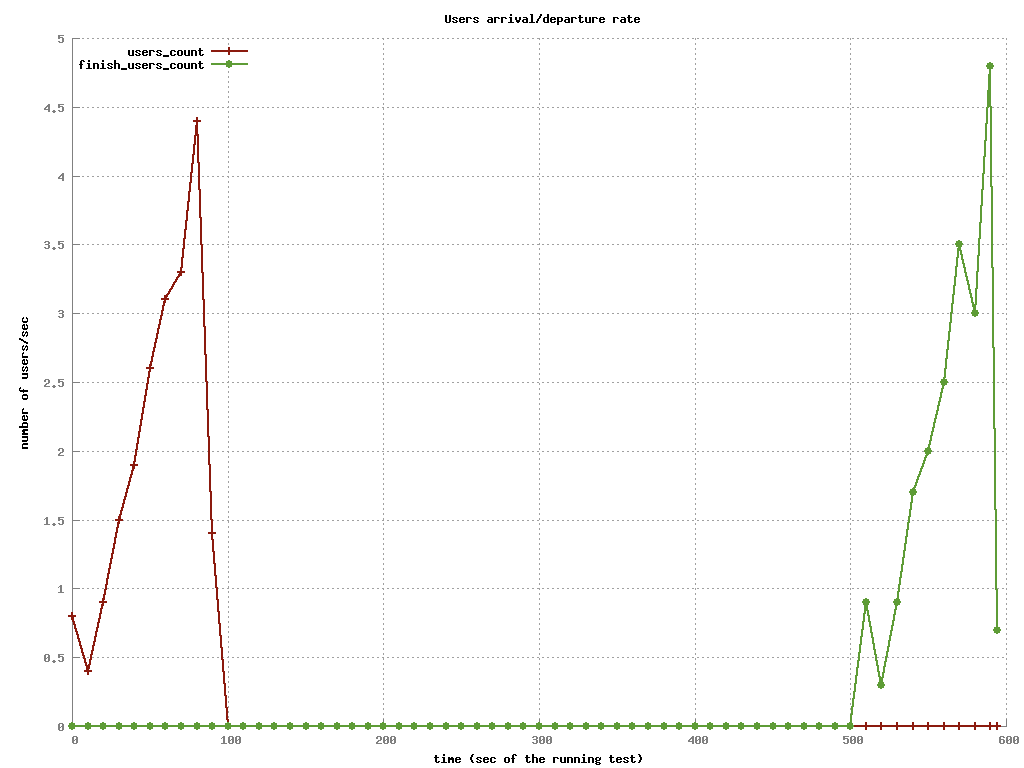 Users arrival/departure rate
users_count
finish_users_count
5
4.5
4
3.5
3
2.5
2
1.5
1
0.5
0
number of users/sec
0 100 200 300 400 500 600
time (sec of the running test)